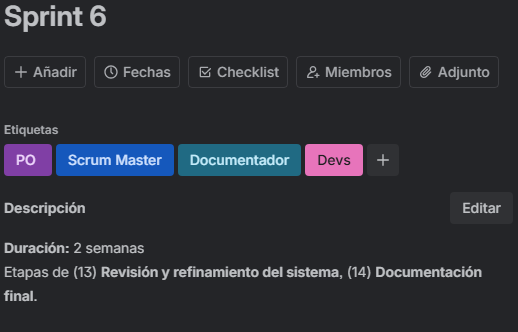 Sprint 6
Añadir Fechas Checklist Miembros Adjunto
Etiquetas
PO Scrum Master Documentador Devs +
Descripción Editar
Duración: 2 semanas
Etapas de (13) Revisión y refinamiento del sistema, (14) Documentación
final.